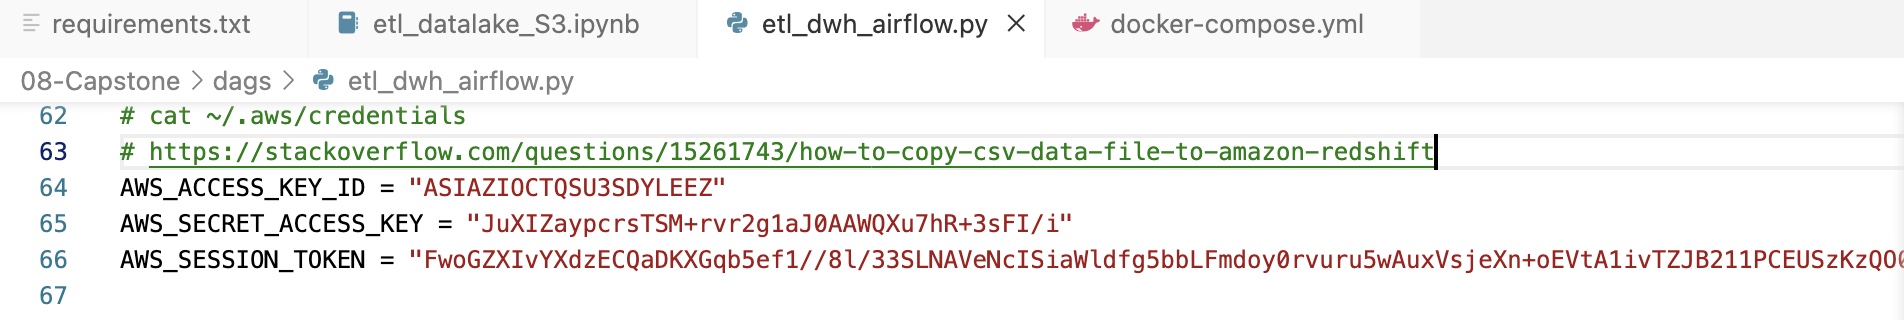 requirements.txt etl_datalake_S3.ipynb etl_dwh_airflow.py docker-compose.yml
08-Capstone > dags > etl_dwh_airflow.py
62 # cat ~/.aws/credentials
63 # https://stackoverflow.com/questions/15261743/how-to-copy-csv-data-file-to-amazon-redshift
64 AWS_ACCESS_KEY_ID = "ASIAZIOCTQSU3SDYLEEZ"
65 AWS_SECRET_ACCESS_KEY = "JuXIZaypcrsTSM+rvr2g1aJ0AAWQXu7hR+3sFI/i"
66 AWS_SESSION_TOKEN = "FwoGZXIvYXdzECQaDKXGqb5ef1//8l/33SLNAVeNcISiaWldfg5bbLFmdoy0rvuru5wAuxVsjeXn+oEVtA1ivTZJB211PCEUSzKzQO
67